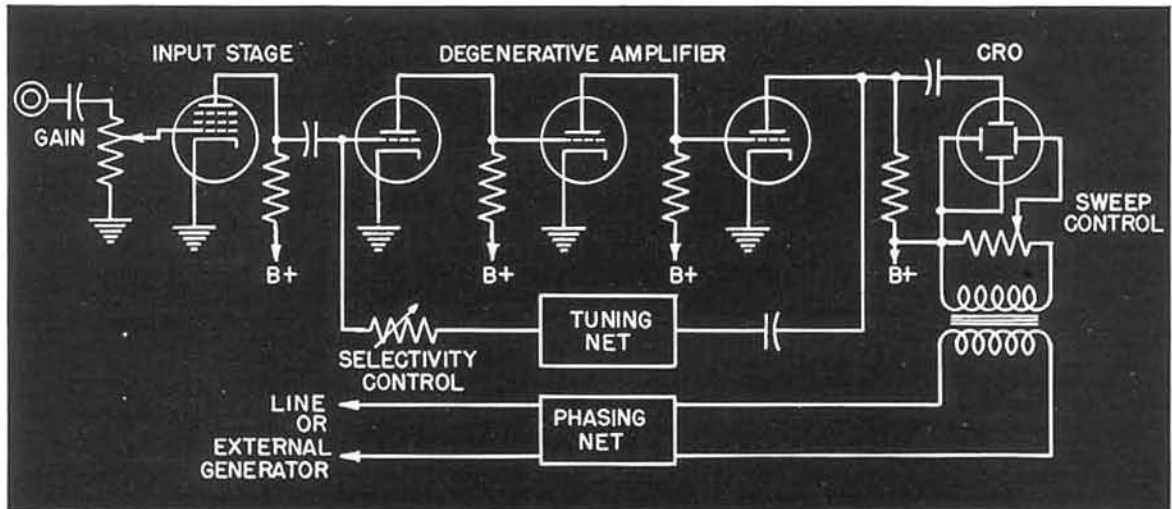 INPUT STAGE
DEGENERATIVE AMPLIFIER
CRO
GAIN
SWEEP
CONTROL
B+
B+
B+
B+
TUNING
NET
SELECTIVITY
CONTROL
LINE
OR
EXTERNAL
GENERATOR
PHASING
NET